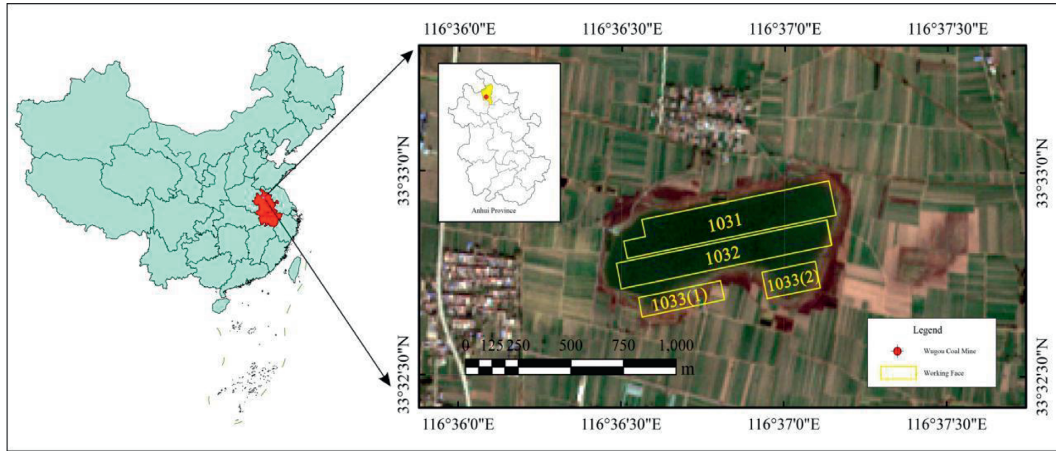 116°36'0"E 116°36'30"E 116°37'0"E 116°37'30"E
33°33'0"N 33°33'0"N
Anhui Province
1031
1032
1033(1) 1033(2)
0 125 250 500 750 1,000
m
Legend
Wugou Coal Mine
Working Face
33°32'30"N 33°32'30"N
116°36'0"E 116°36'30"E 116°37'0"E 116°37'30"E